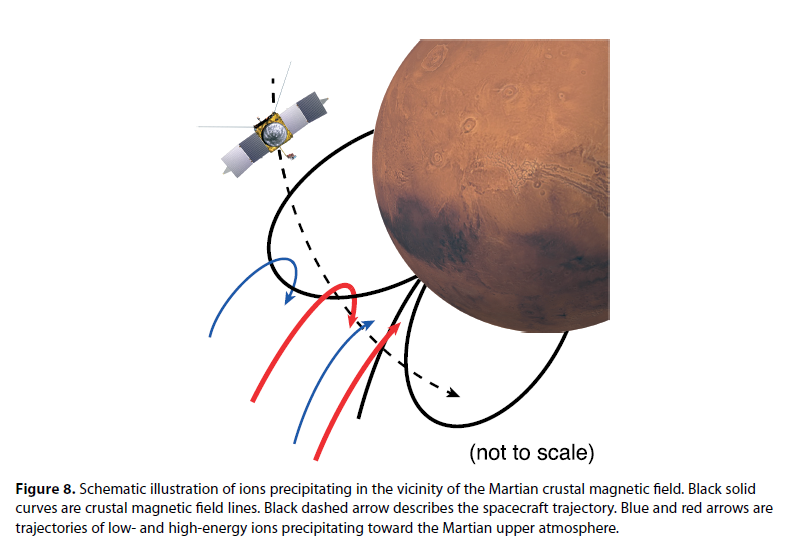 (not to scale)
Figure 8. Schematic illustration of ions precipitating in the vicinity of the Martian crustal magnetic field. Black solid
curves are crustal magnetic field lines. Black dashed arrow describes the spacecraft trajectory. Blue and red arrows are
trajectories of low- and high-energy ions precipitating toward the Martian upper atmosphere.